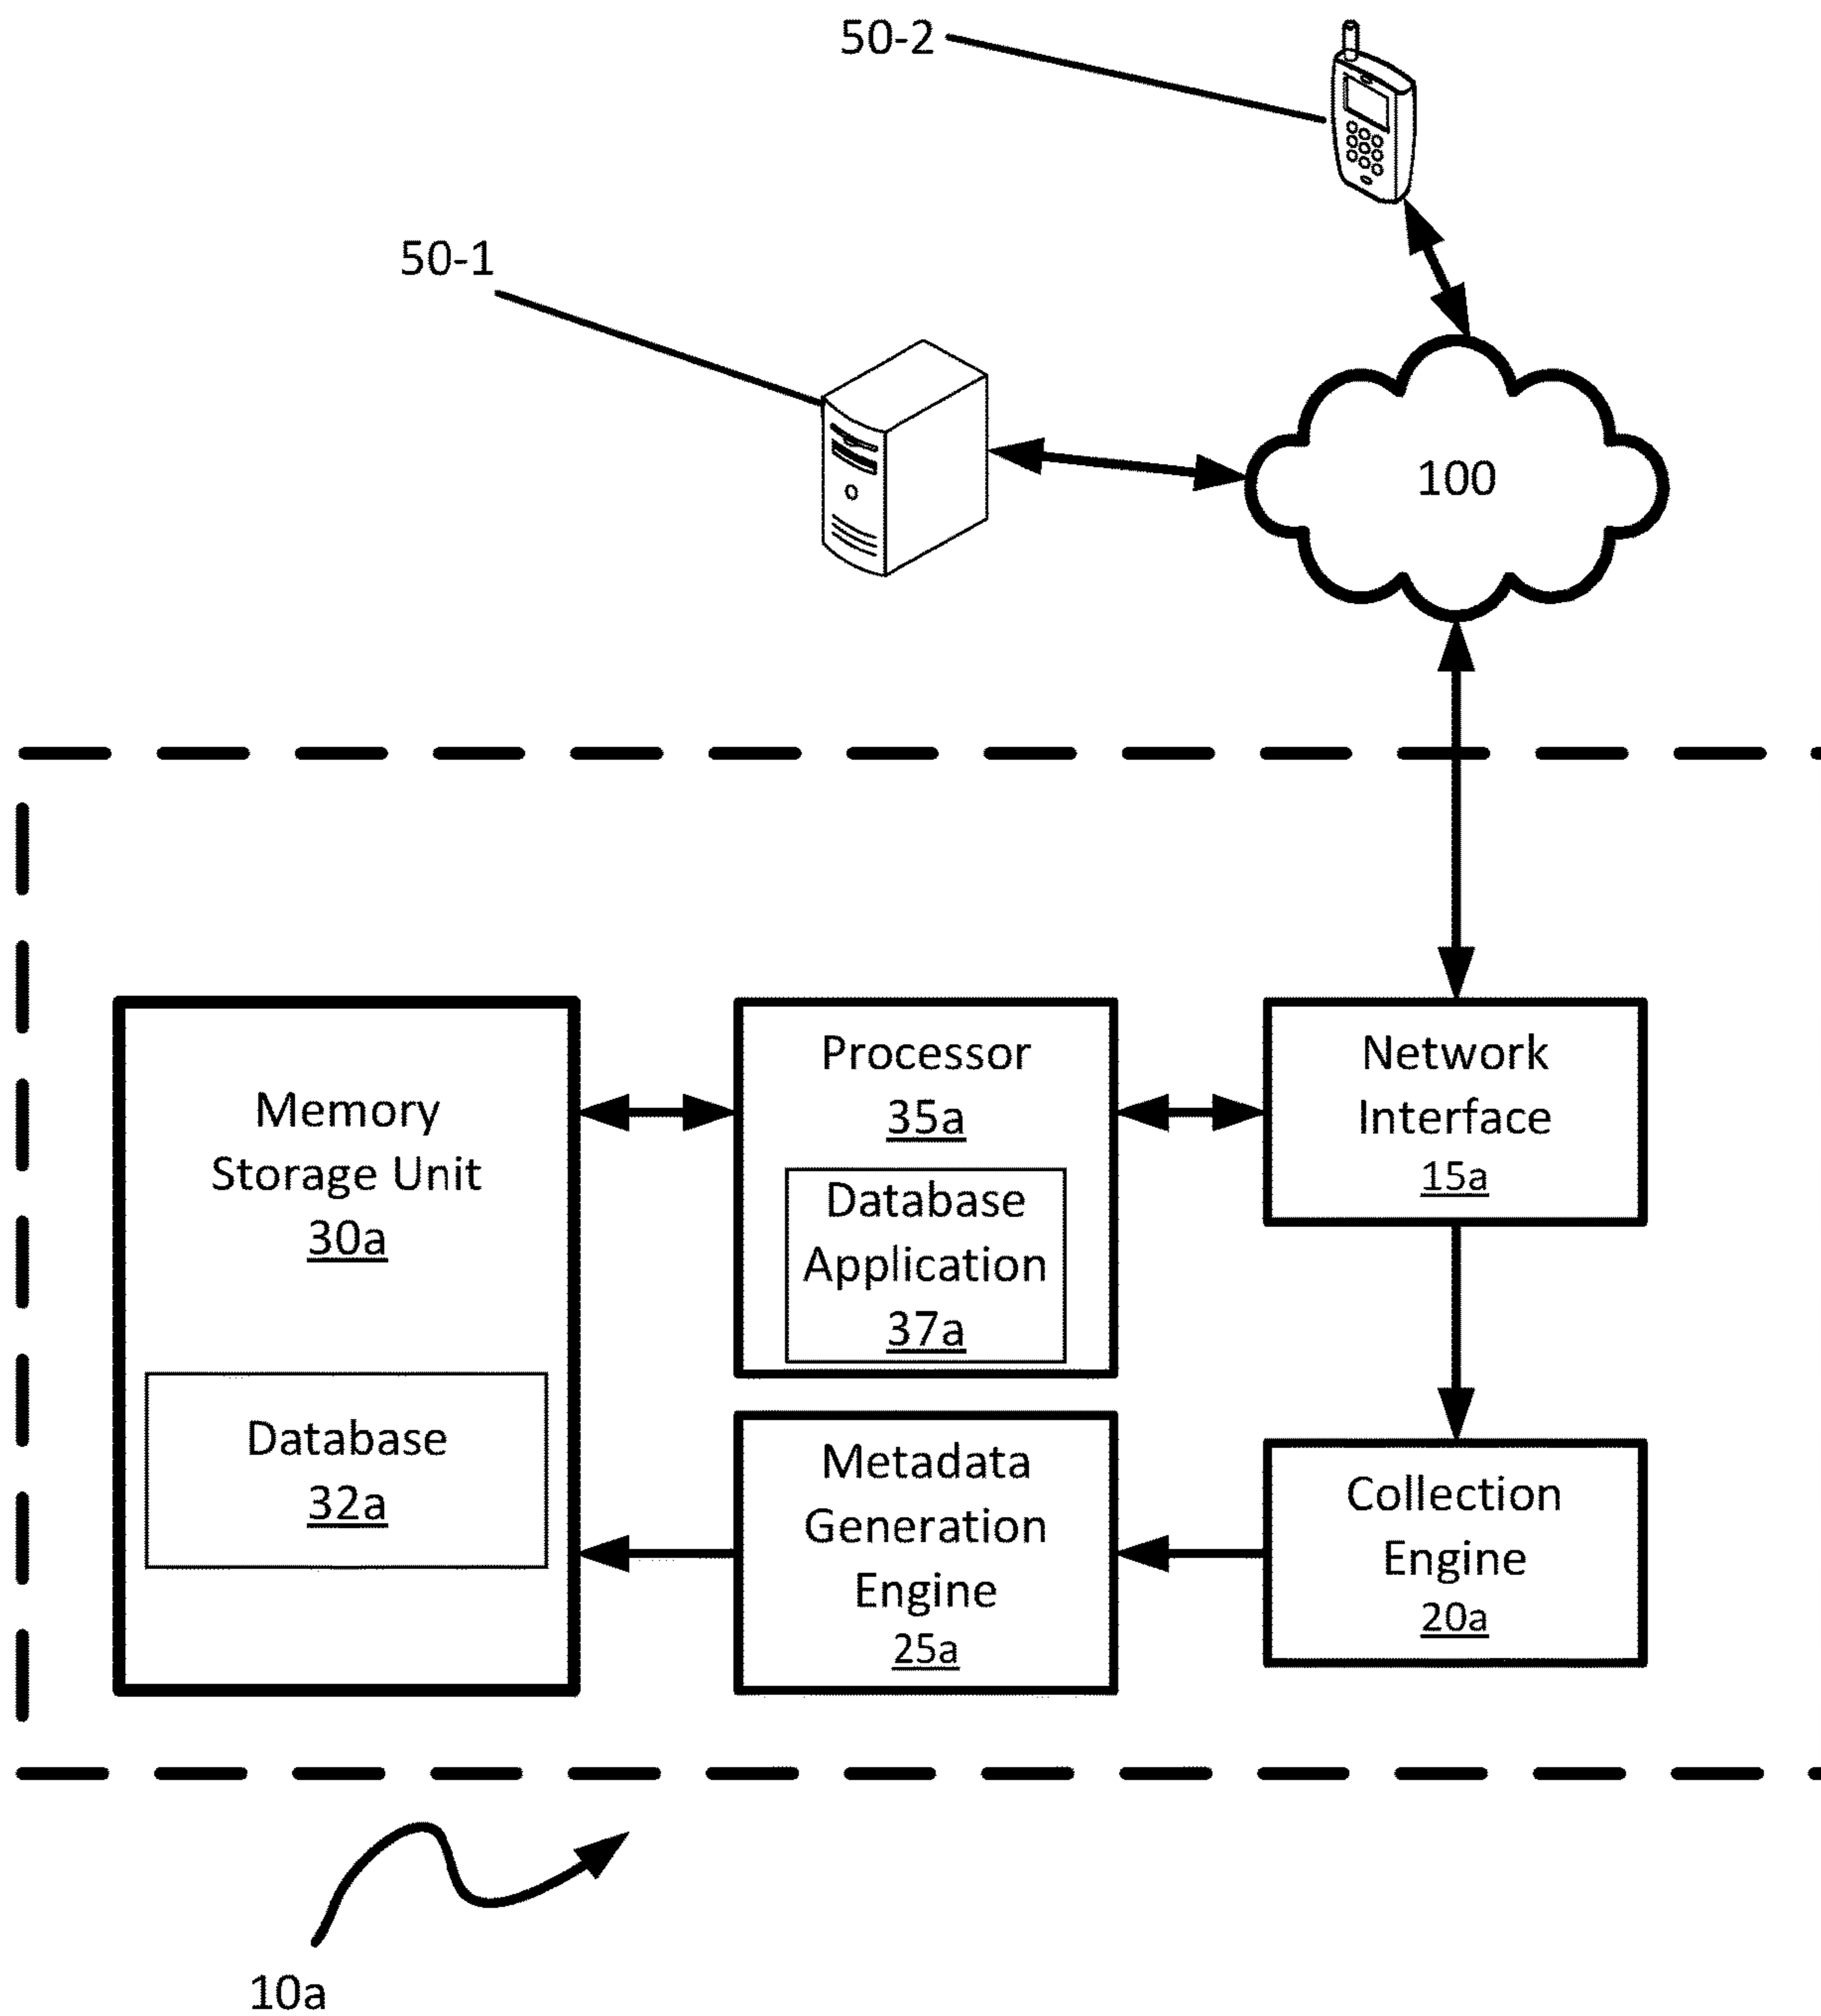 50-2
50-1
100
Memory
Storage Unit
30a
Database
32a
Processor
35a
Database
Application
37a
Network
Interface
15a
Metadata
Generation
Engine
25a
Collection
Engine
20a
10a